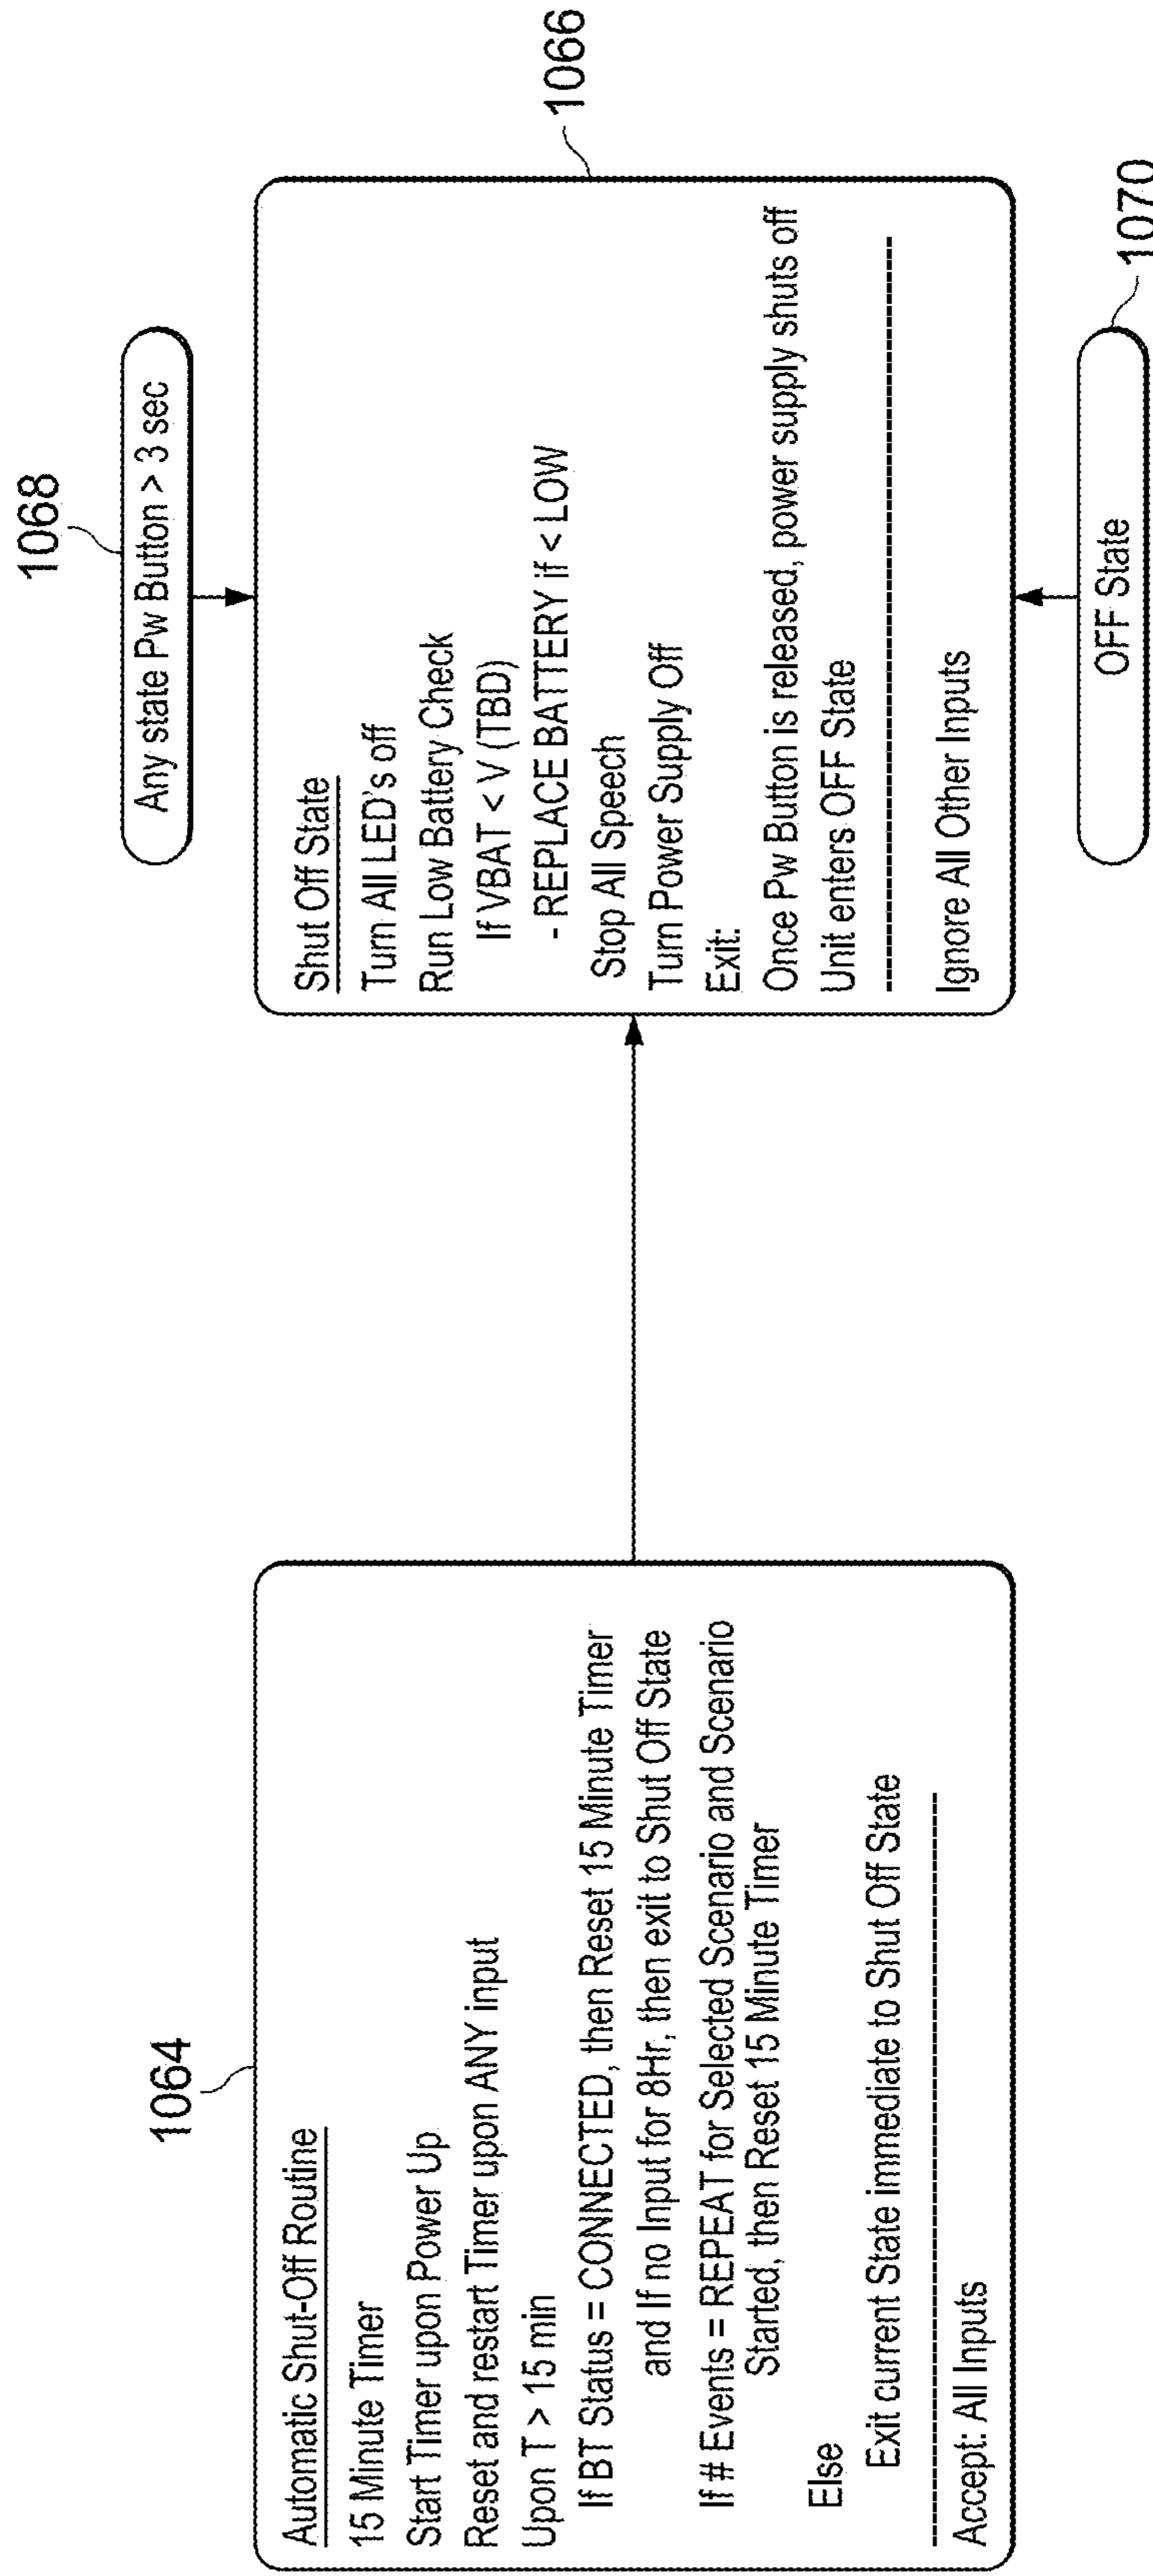 1064
Automatic Shut-Off Routine
15 Minute Timer
Start Timer upon Power Up
Reset and restart Timer upon ANY input
Upon T > 15 min
If BT Status = CONNECTED, then Reset 15 Minute Timer
and If no Input for 8Hr, then exit to Shut Off State
If # Events = REPEAT for Selected Scenario and Scenario
Started, then Reset 15 Minute Timer
Else
Exit current State immediate to Shut Off State
Accept: All Inputs
1068
Any state Pw Button > 3 sec
1066
Shut Off State
Turn All LED's off
Run Low Battery Check
If VBAT < V (TBD)
- REPLACE BATTERY if < LOW
Stop All Speech
Turn Power Supply Off
Exit:
Once Pw Button is released, power supply shuts off
Unit enters OFF State
Ignore All Other Inputs
OFF State
1070